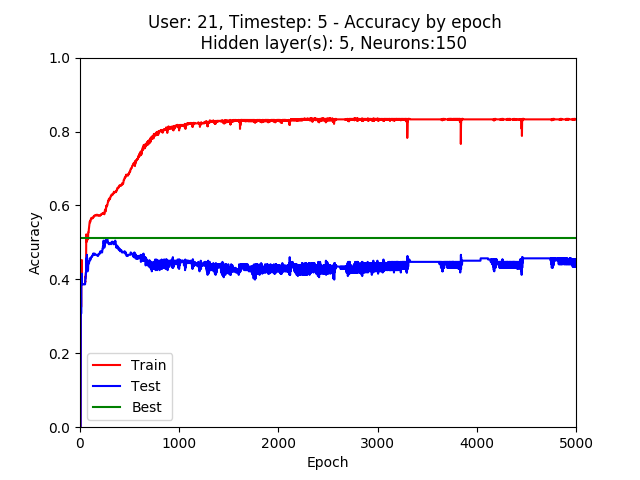 User: 21, Timestep: 5 - Accuracy by epoch
Hidden layer(s): 5, Neurons:150
1.0
0.8
0.6
0.4
0.2
0.0
Accuracy
Train
Test
Best
0 1000 2000 3000 4000 5000
Epoch